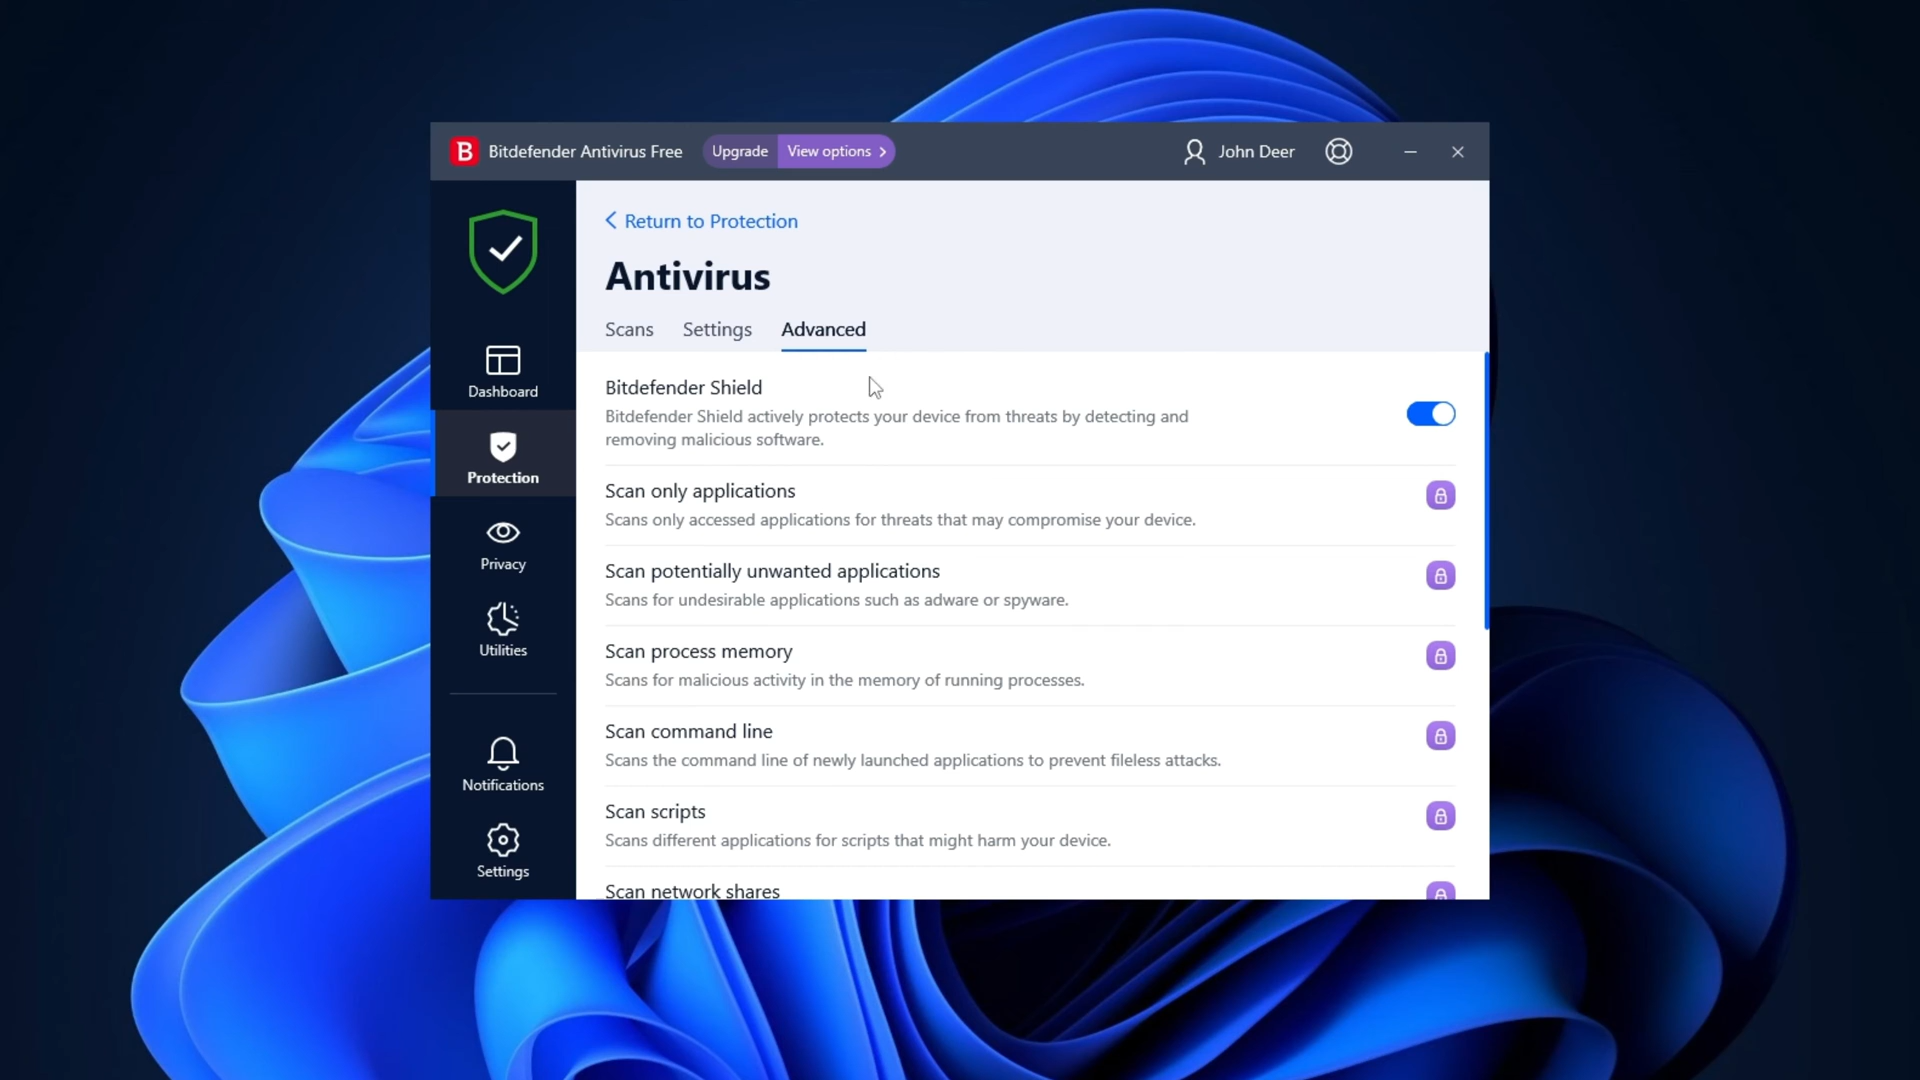 B Bitdefender Antivirus Free Upgrade View options John Deer
Return to Protection
Antivirus
Scans Settings Advanced
Dashboard
Protection
Privacy
Utilities
Notifications
Settings
Bitdefender Shield
Bitdefender Shield actively protects your device from threats by detecting and
removing malicious software.
Scan only applications
Scans only accessed applications for threats that may compromise your device.
Scan potentially unwanted applications
Scans for undesirable applications such as adware or spyware.
Scan process memory
Scans for malicious activity in the memory of running processes.
Scan command line
Scans the command line of newly launched applications to prevent fileless attacks.
Scan scripts
Scans different applications for scripts that might harm your device.
Scan network shares